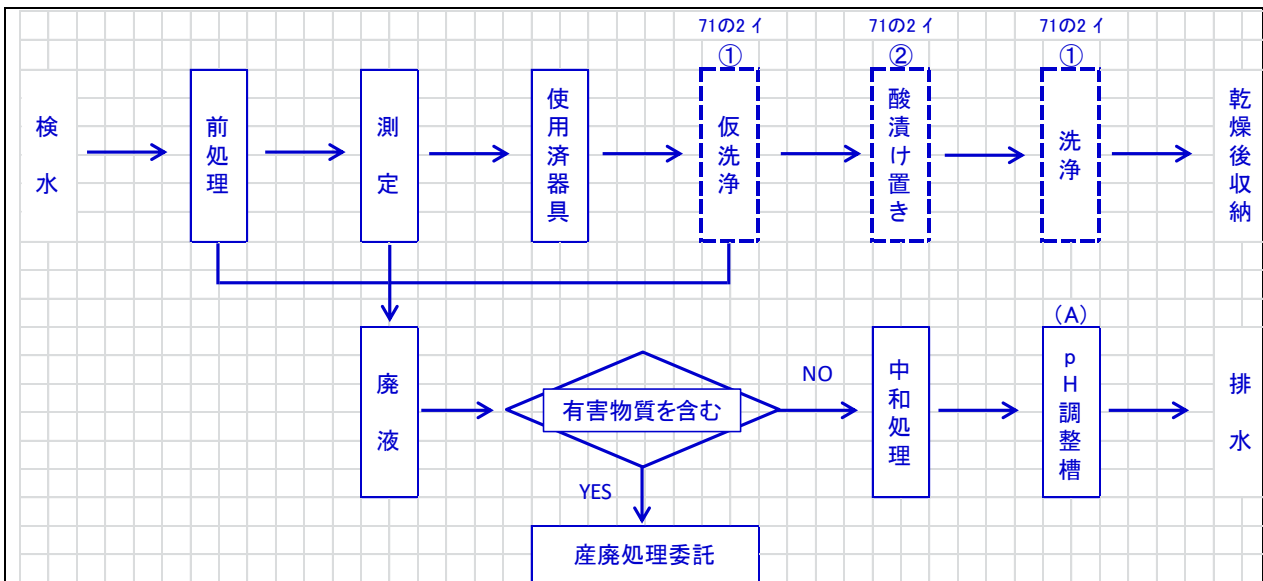 71の2 イ
①
71の2 イ
②
71の2 イ
①
検水
前処理
測定
使用済器具
仮洗浄
酸漬け置き
洗浄
乾燥後収納
廃液
有害物質を含む
NO
中和処理
(A)
pH調整槽
排水
YES
産廃処理委託